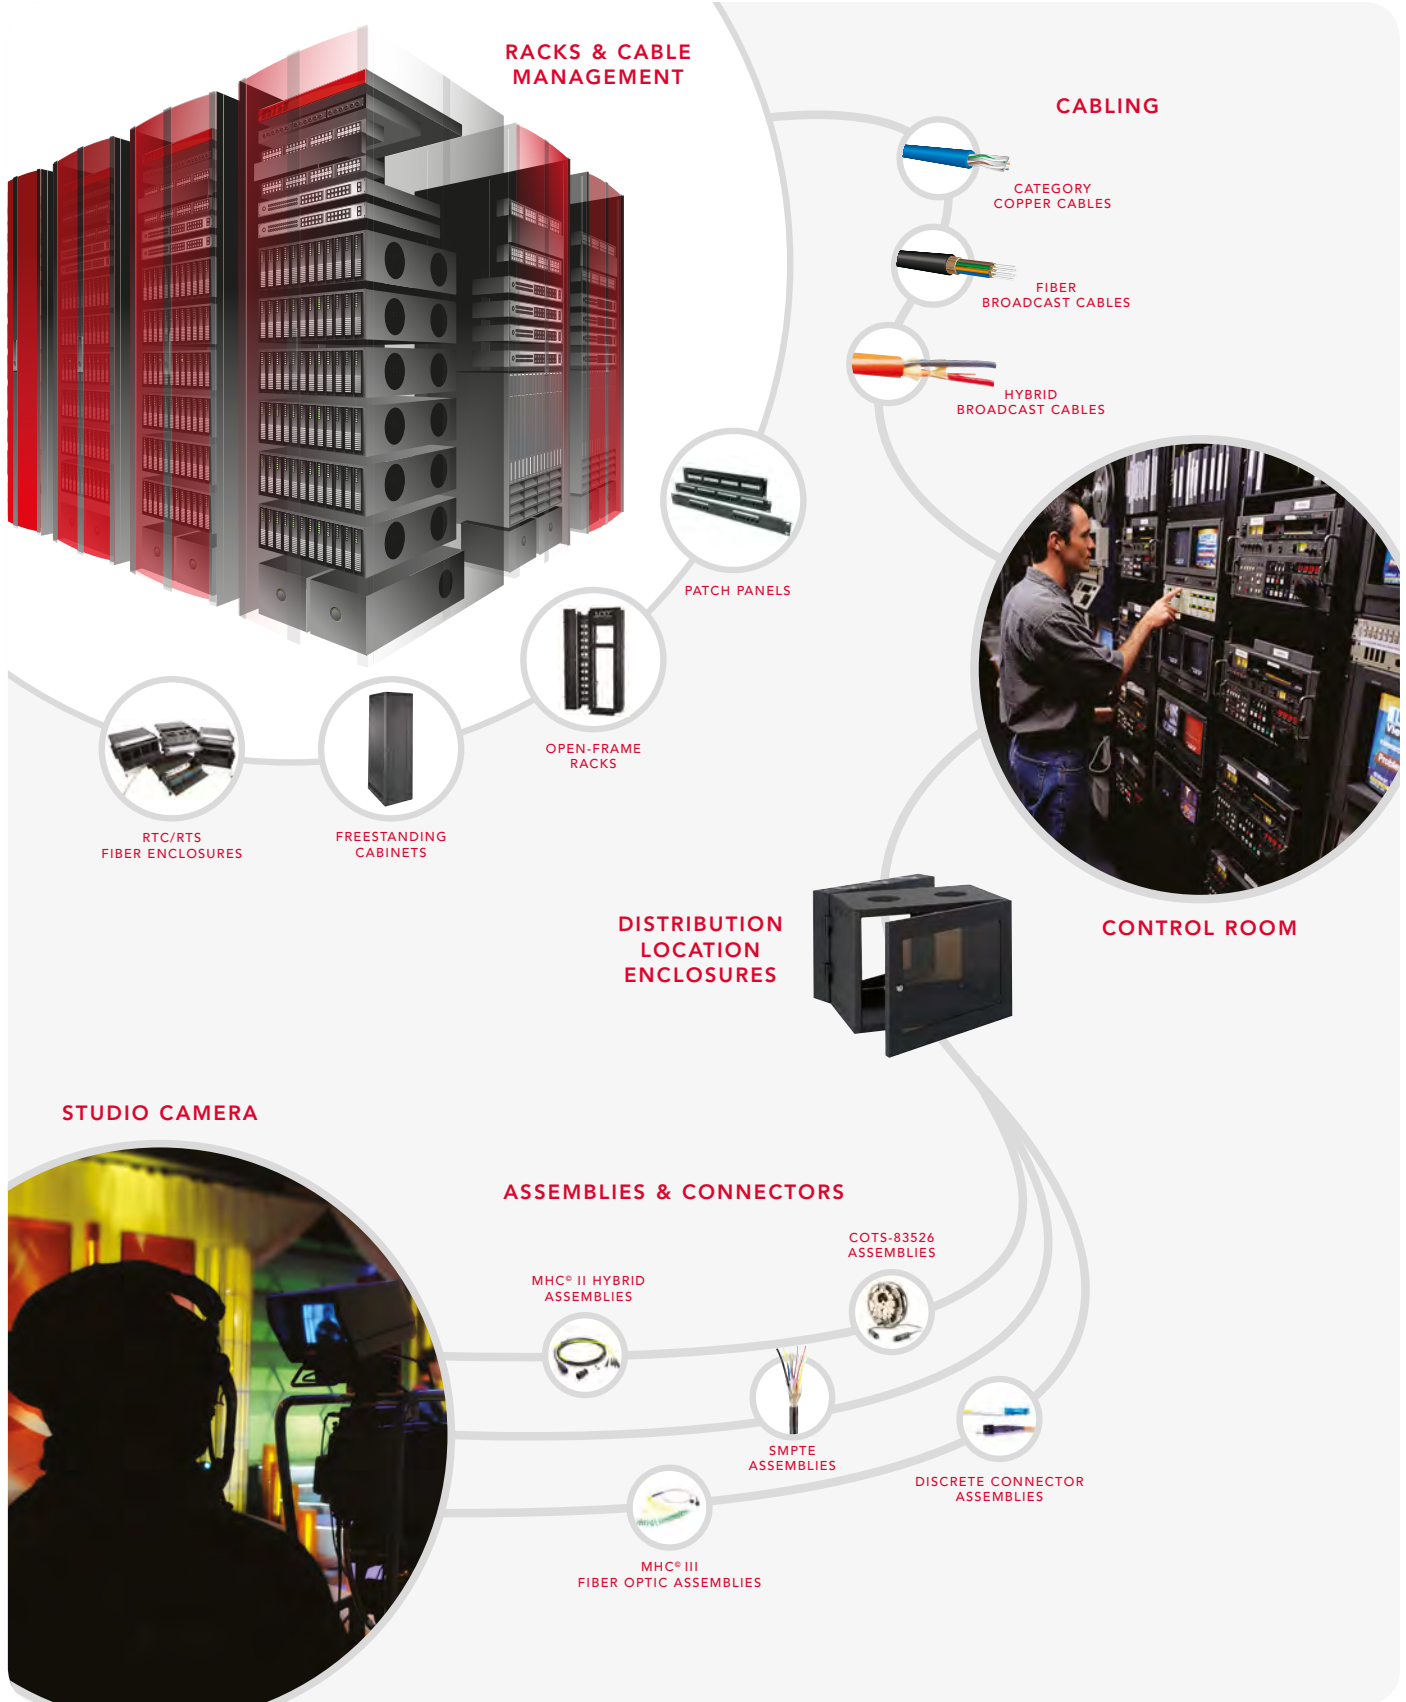 RACKS & CABLE
MANAGEMENT
CABLING
CATEGORY
COPPER CABLES
FIBER
BROADCAST CABLES
HYBRID
BROADCAST CABLES
PATCH PANELS
OPEN-FRAME
RACKS
FREESTANDING
CABINETS
RTC/RTS
FIBER ENCLOSURES
CONTROL ROOM
DISTRIBUTION
LOCATION
ENCLOSURES
STUDIO CAMERA
ASSEMBLIES & CONNECTORS
COTS-83526
ASSEMBLIES
MHC© II HYBRID
ASSEMBLIES
SMPTE
ASSEMBLIES
DISCRETE CONNECTOR
ASSEMBLIES
MHC© III
FIBER OPTIC ASSEMBLIES